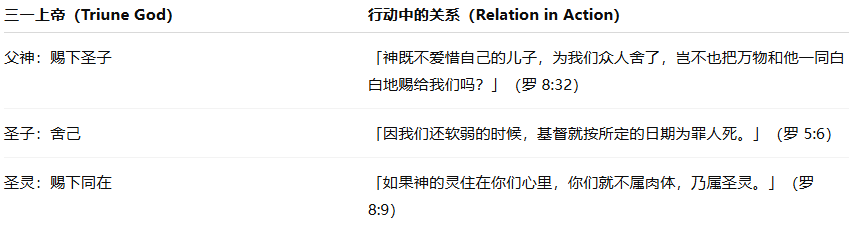 三一上帝（Triune God） 行动中的关系（Relation in Action）
父神：赐下圣子 「神既不爱惜自己的儿子，为我们众人舍了，岂不也把万物和他一同白
白地赐给我们吗？」（罗 8:32）
圣子：舍己 「因我们还软弱的时候，基督就按所定的日期为罪人死。」（罗 5:6）
圣灵：赐下同在 「如果神的灵住在你们心里，你们就不属肉体，乃属圣灵。」（罗
8:9）